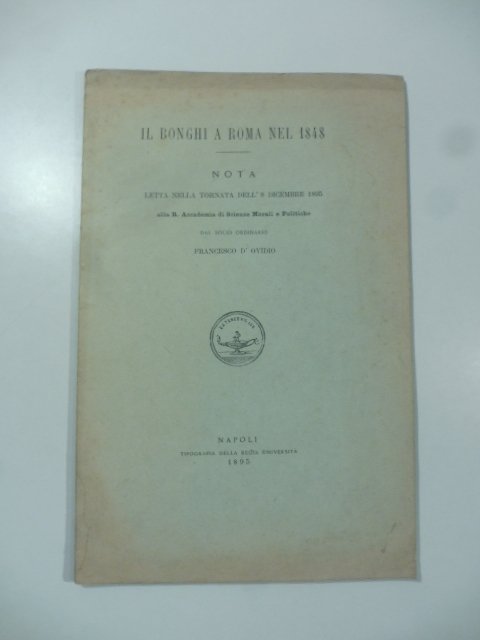 IL BONGHI A ROMA NEL 1848
NOTA
LETTA NELLA TORNATA DELL' 8 DICEMBRE 1895
alla R. Accademia di Scienze Morali e Politiche
DAL SOCIO ORDINARIO
FRANCESCO D' OVIDIO
NAPOLI
TIPOGRAFIA DELLA REGIA UNIVERSITÀ
1895